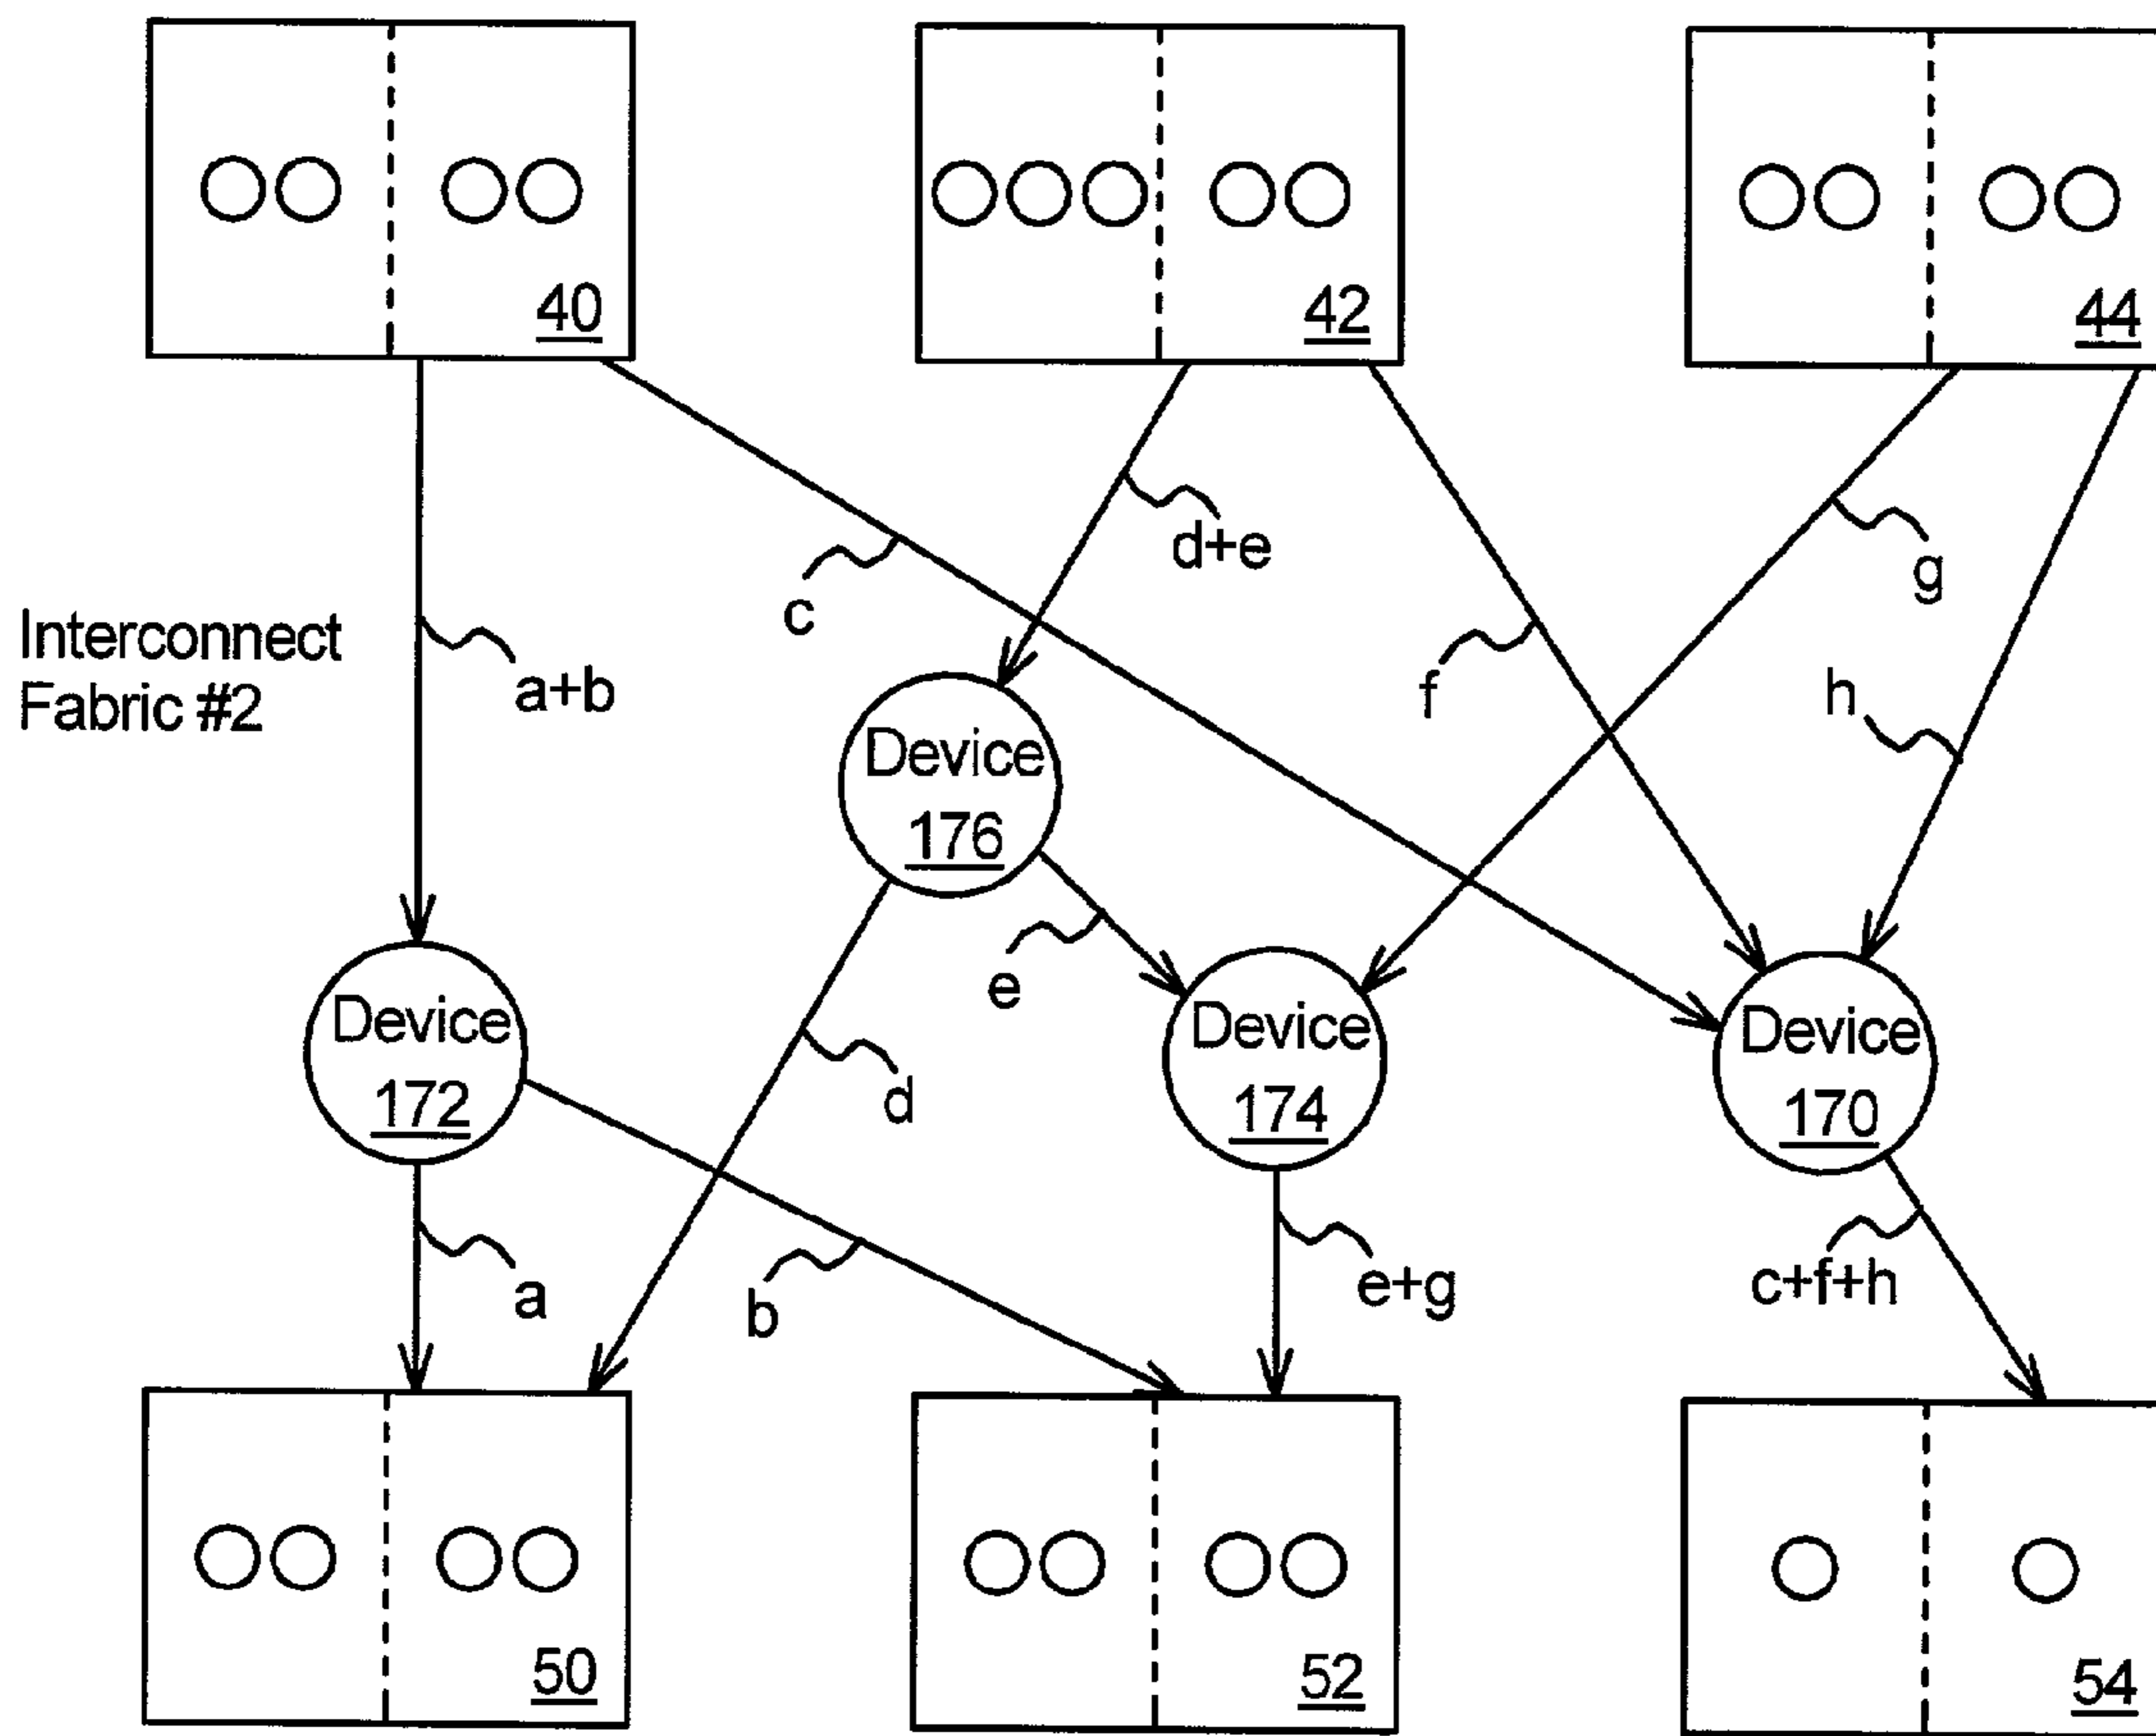 40
42
44
d+e
c
g
Interconnect
Fabric #2
a+b
f
h
Device
176
e
Device
172
Device
174
Device
170
d
a
b
e+g
c+f+h
50
52
54